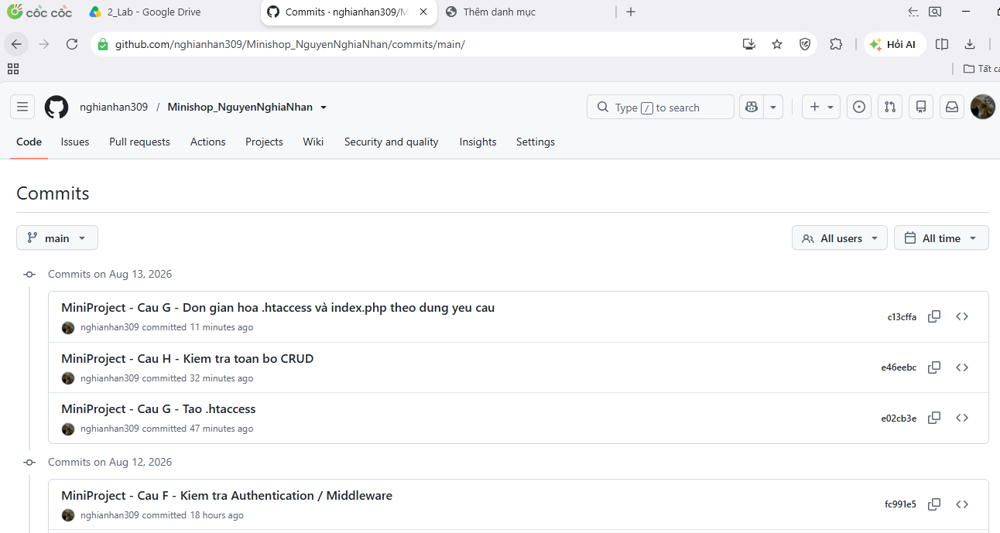 cốc cốc
2_Lab - Google Drive
Commits · nghianhan309/M
Thêm danh mục
github.com/nghianhan309/Minishop_NguyenNghiaNhan/commits/main/
Hỏi AI
Tất cả
nghianhan309 / Minishop_NguyenNghiaNhan
Type / to search
Code Issues Pull requests Actions Projects Wiki Security and quality Insights Settings
Commits
main
All users
All time
Commits on Aug 13, 2026
MiniProject - Cau G - Don gian hoa .htaccess và index.php theo dung yeu cau
c13cffa
nghianhan309 committed 11 minutes ago
MiniProject - Cau H - Kiem tra toan bo CRUD
e46eebc
nghianhan309 committed 32 minutes ago
MiniProject - Cau G - Tao .htaccess
e02cb3e
nghianhan309 committed 47 minutes ago
Commits on Aug 12, 2026
MiniProject - Cau F - Kiem tra Authentication / Middleware
fc991e5
nghianhan309 committed 18 hours ago